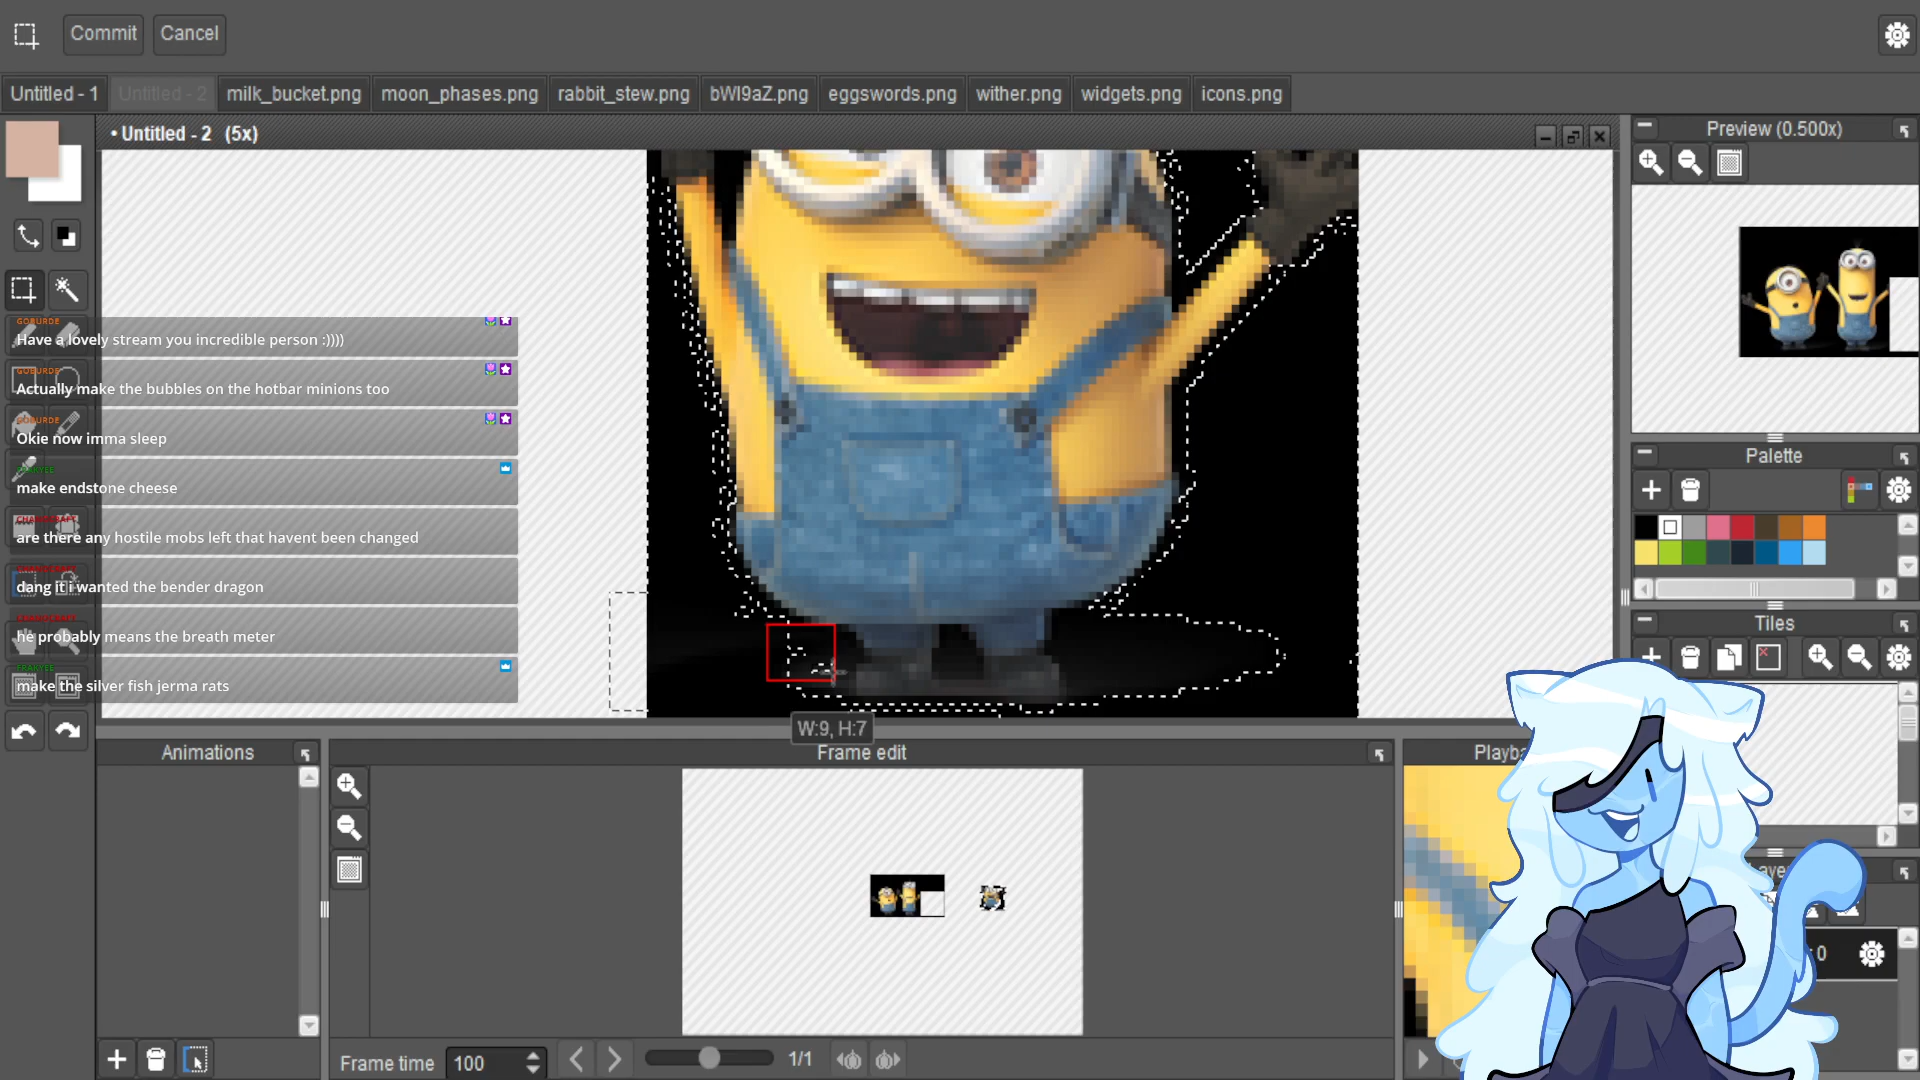 Commit
Cancel
Untitled - 1
Untitled - 2
milk_bucket.png
moon_phases.png
rabbit_stew.png
bWI9aZ.png
eggswords.png
wither.png
widgets.png
icons.png
• Untitled - 2 (5x)
Preview (0.500x)
GOBURDE
Have a lovely stream you incredible person :))))
GOBURDE
Actually make the bubbles on the hotbar minions too
GOBURDE
Okie now imma sleep
make endstone cheese
are there any hostile mobs left that havent been changed
dang it i wanted the bender dragon
he probably means the breath meter
make the silver fish jerma rats
Palette
Tiles
W:9, H:7
Animations
Frame edit
Frame time
100
1/1
0